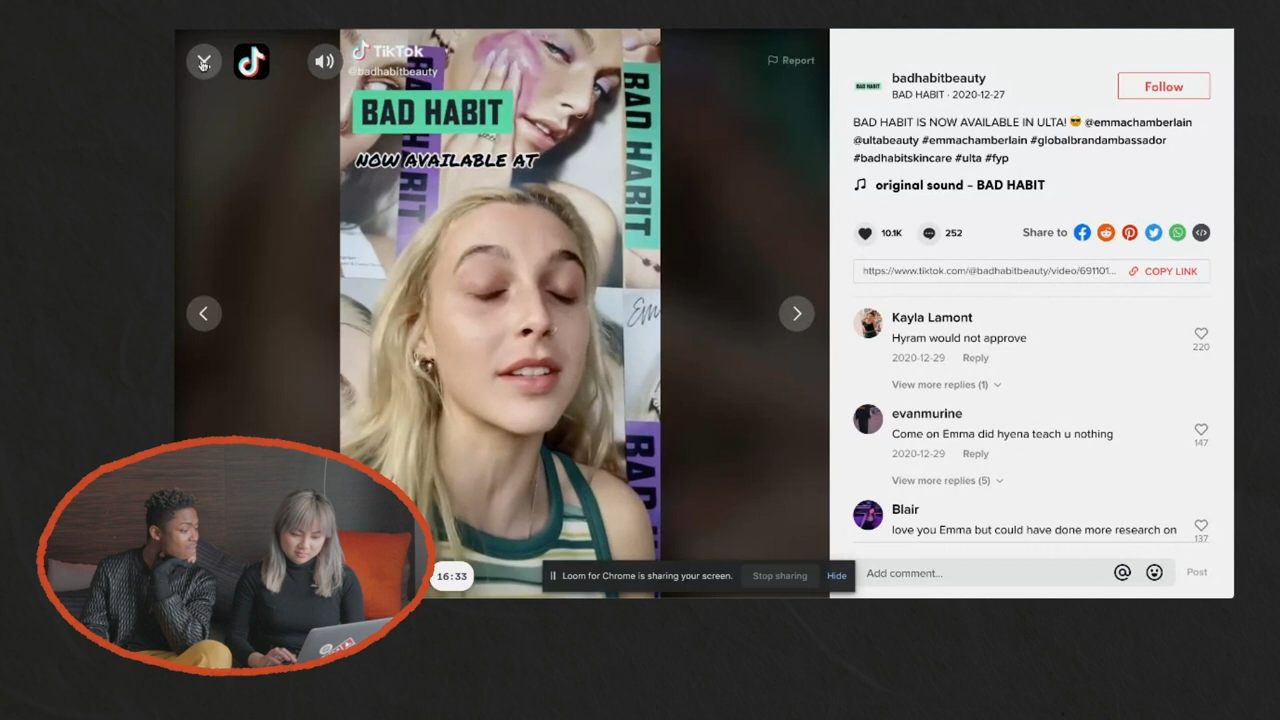 TikTok
@badhabitbeauty
BAD HABIT
NOW AVAILABLE AT
BAD HABIT
BAD HABIT
BAD
Report
badhabitbeauty
BAD HABIT · 2020-12-27
Follow
BAD HABIT IS NOW AVAILABLE IN ULTA! 😎 @emmachamberlain
@ultabeauty #emmachamberlain #globalbrandambassador
#badhabitskincare #ulta #fyp
original sound - BAD HABIT
10.1K
252
Share to
https://www.tiktok.com/@badhabitbeauty/video/691101...
COPY LINK
Kayla Lamont
Hyram would not approve
220
2020-12-29 Reply
View more replies (1)
evanmurine
Come on Emma did hyena teach u nothing
147
2020-12-29 Reply
View more replies (5)
Blair
love you Emma but could have done more research on
137
16:33
Loom for Chrome is sharing your screen.
Stop sharing
Hide
Add comment...
Post